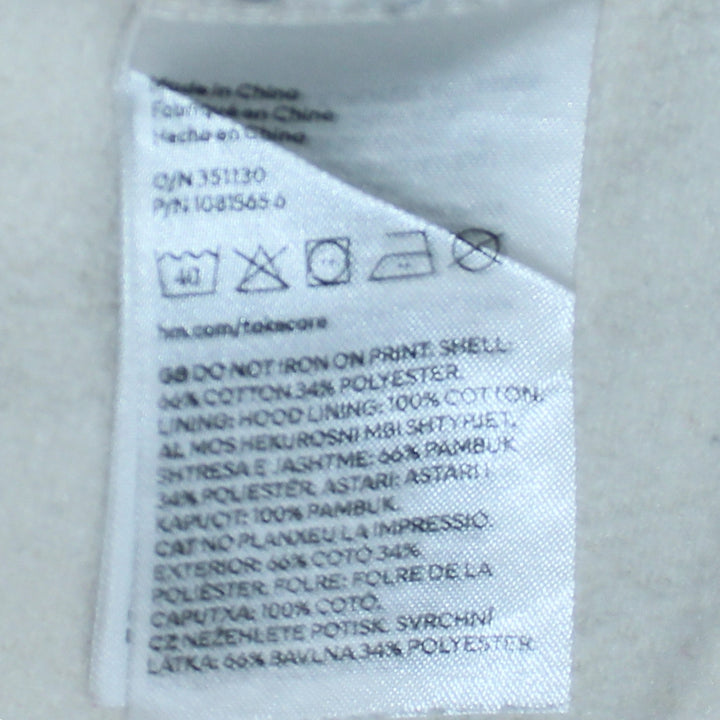 Made in China
Fabriqué en China
Hecho en China
O/N 351130
P/N 1081565 6
40
hm.com/takecare
GB DO NOT IRON ON PRINT. SHELL:
66% COTTON 34% POLYESTER.
LINING: HOOD LINING: 100% COTTON.
AL MOS HEKUROSNI MBI SHTYPJET.
SHTRESA E JASHTME: 66% PAMBUK
34% POLIESTËR. ASTARI: ASTARI I
KAPUÇIT: 100% PAMBUK.
CAT NO PLANXEU LA IMPRESSIÓ.
EXTERIOR: 66% COTÓ 34%
POLIÈSTER. FOLRE: FOLRE DE LA
CAPUTXA: 100% COTÓ.
CZ NEŽEHLETE POTISK. SVRCHNÍ
LÁTKA: 66% BAVLNA 34% POLYESTER.